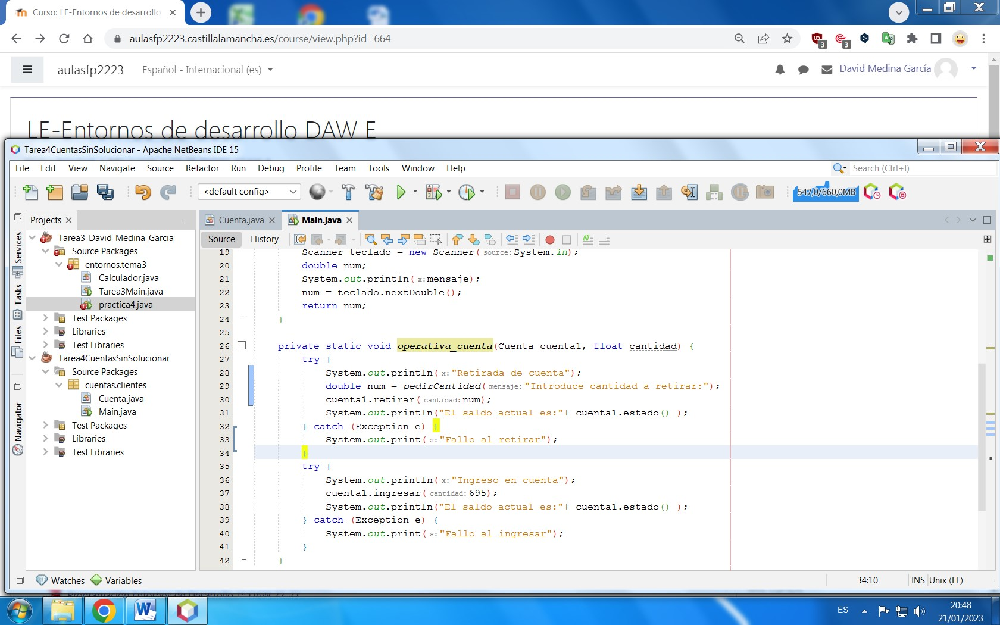 Curso: LE-Entornos de desarrollo
aulasfp2223.castillalamancha.es/course/view.php?id=664
3
3
aulasfp2223
Español - Internacional (es)
David Medina García
LE-Entornos de desarrollo DAW E
Tarea4CuentasSinSolucionar - Apache NetBeans IDE 15
File Edit View Navigate Source Refactor Run Debug Profile Team Tools Window Help
Search (Ctrl+I)
<default config>
547,0/660,0MB
Projects
Services
Tasks
Files
Navigator
Tarea3_David_Medina_Garcia
Source Packages
entornos.tema3
Calculador.java
Tarea3Main.java
practica4.java
Test Packages
Libraries
Test Libraries
Tarea4CuentasSinSolucionar
Source Packages
cuentas.clientes
Cuenta.java
Main.java
Test Packages
Libraries
Test Libraries
Cuenta.java
Main.java
Source History
19 Scanner teclado = new Scanner( source: System.in);
20 double num;
21 System.out.println( x: mensaje);
22 num = teclado.nextDouble();
23 return num;
24 }
25
26 private static void operativa_cuenta(Cuenta cuenta1, float cantidad) {
27 try {
28 System.out.println( x: "Retirada de cuenta");
29 double num = pedirCantidad( mensaje: "Introduce cantidad a retirar:");
30 cuenta1.retirar( cantidad: num);
31 System.out.println("El saldo actual es:"+ cuenta1.estado() );
32 } catch (Exception e) {
33 System.out.print( s: "Fallo al retirar");
34 }
35 try {
36 System.out.println( x: "Ingreso en cuenta");
37 cuenta1.ingresar( cantidad: 695);
38 System.out.println("El saldo actual es:"+ cuenta1.estado() );
39 } catch (Exception e) {
40 System.out.print( s: "Fallo al ingresar");
41 }
42 }
Watches Variables
34:10
INS
Unix (LF)
ES
20:48
21/01/2023